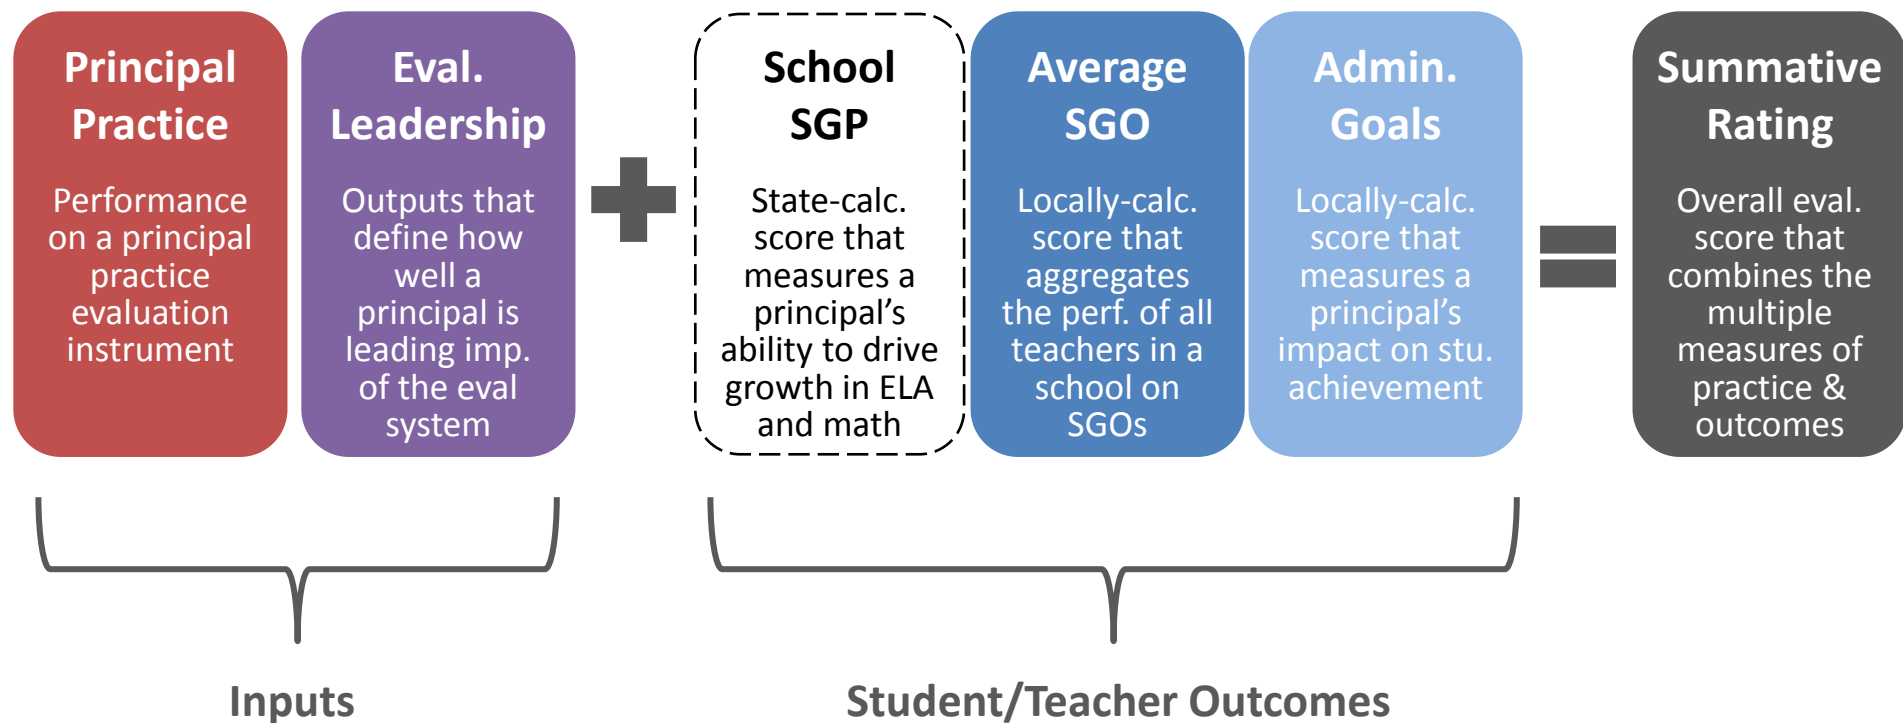 Principal
Practice
Performance
on a principal
practice
evaluation
instrument
Eval.
Leadership
Outputs that
define how
well a
principal is
leading imp.
of the eval
system
School
SGP
State-calc.
score that
measures a
principal’s
ability to drive
growth in ELA
and math
Average
SGO
Locally-calc.
score that
aggregates
the perf. of all
teachers in a
school on
SGOs
Admin.
Goals
Locally-calc.
score that
measures a
principal’s
impact on stu.
achievement
Summative
Rating
Overall eval.
score that
combines the
multiple
measures of
practice &
outcomes
Inputs
Student/Teacher Outcomes